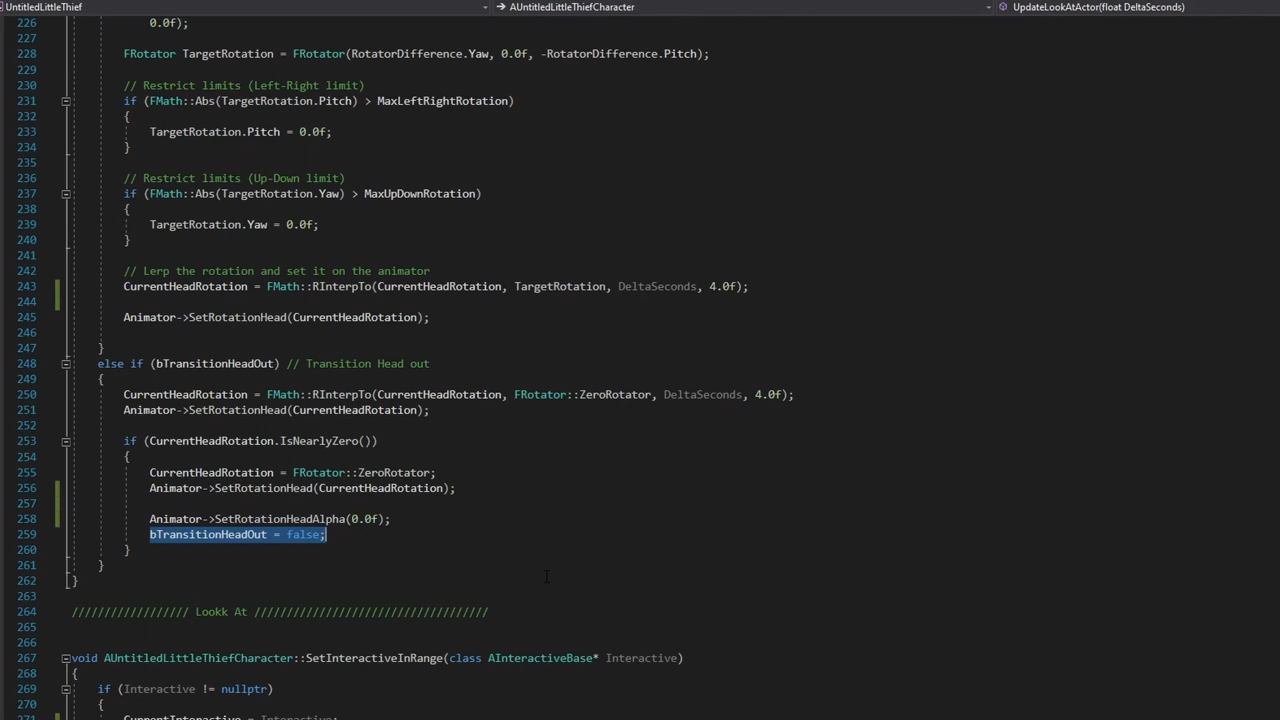 UntitledLittleThief AUntitledLittleThiefCharacter UpdateLookAtActor(float DeltaSeconds)
226 0.0f);
227
228 FRotator TargetRotation = FRotator(RotatorDifference.Yaw, 0.0f, -RotatorDifference.Pitch);
229
230 // Restrict limits (Left-Right limit)
231 if (FMath::Abs(TargetRotation.Pitch) > MaxLeftRightRotation)
232 {
233 TargetRotation.Pitch = 0.0f;
234 }
235
236 // Restrict limits (Up-Down limit)
237 if (FMath::Abs(TargetRotation.Yaw) > MaxUpDownRotation)
238 {
239 TargetRotation.Yaw = 0.0f;
240 }
241
242 // Lerp the rotation and set it on the animator
243 CurrentHeadRotation = FMath::RInterpTo(CurrentHeadRotation, TargetRotation, DeltaSeconds, 4.0f);
244
245 Animator->SetRotationHead(CurrentHeadRotation);
246
247 }
248 else if (bTransitionHeadOut) // Transition Head out
249 {
250 CurrentHeadRotation = FMath::RInterpTo(CurrentHeadRotation, FRotator::ZeroRotator, DeltaSeconds, 4.0f);
251 Animator->SetRotationHead(CurrentHeadRotation);
252
253 if (CurrentHeadRotation.IsNearlyZero())
254 {
255 CurrentHeadRotation = FRotator::ZeroRotator;
256 Animator->SetRotationHead(CurrentHeadRotation);
257
258 Animator->SetRotationHeadAlpha(0.0f);
259 bTransitionHeadOut = false;
260 }
261 }
262 }
263
264 ////////////////// Lookk At ////////////////////////////////////
265
266
267 void AUntitledLittleThiefCharacter::SetInteractiveInRange(class AInteractiveBase* Interactive)
268 {
269 if (Interactive != nullptr)
270 {
271 CurrentInteractive = Interactive;